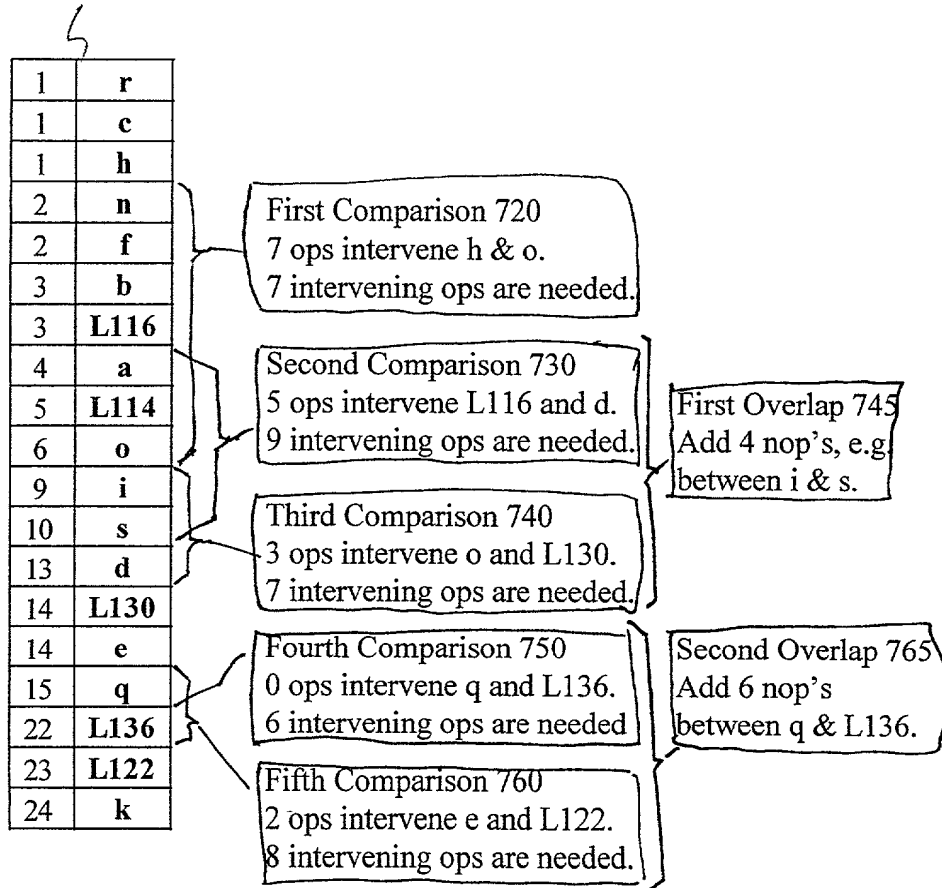 1 r
1 c
1 h
2 n
2 f
3 b
3 L116
4 a
5 L114
6 o
9 i
10 s
13 d
14 L130
14 e
15 q
22 L136
23 L122
24 k
First Comparison 720
7 ops intervene h & o.
7 intervening ops are needed.
Second Comparison 730
5 ops intervene L116 and d.
9 intervening ops are needed.
Third Comparison 740
3 ops intervene o and L130.
7 intervening ops are needed.
First Overlap 745
Add 4 nop's, e.g.
between i & s.
Fourth Comparison 750
0 ops intervene q and L136.
6 intervening ops are needed
Fifth Comparison 760
2 ops intervene e and L122.
8 intervening ops are needed.
Second Overlap 765
Add 6 nop's
between q & L136.